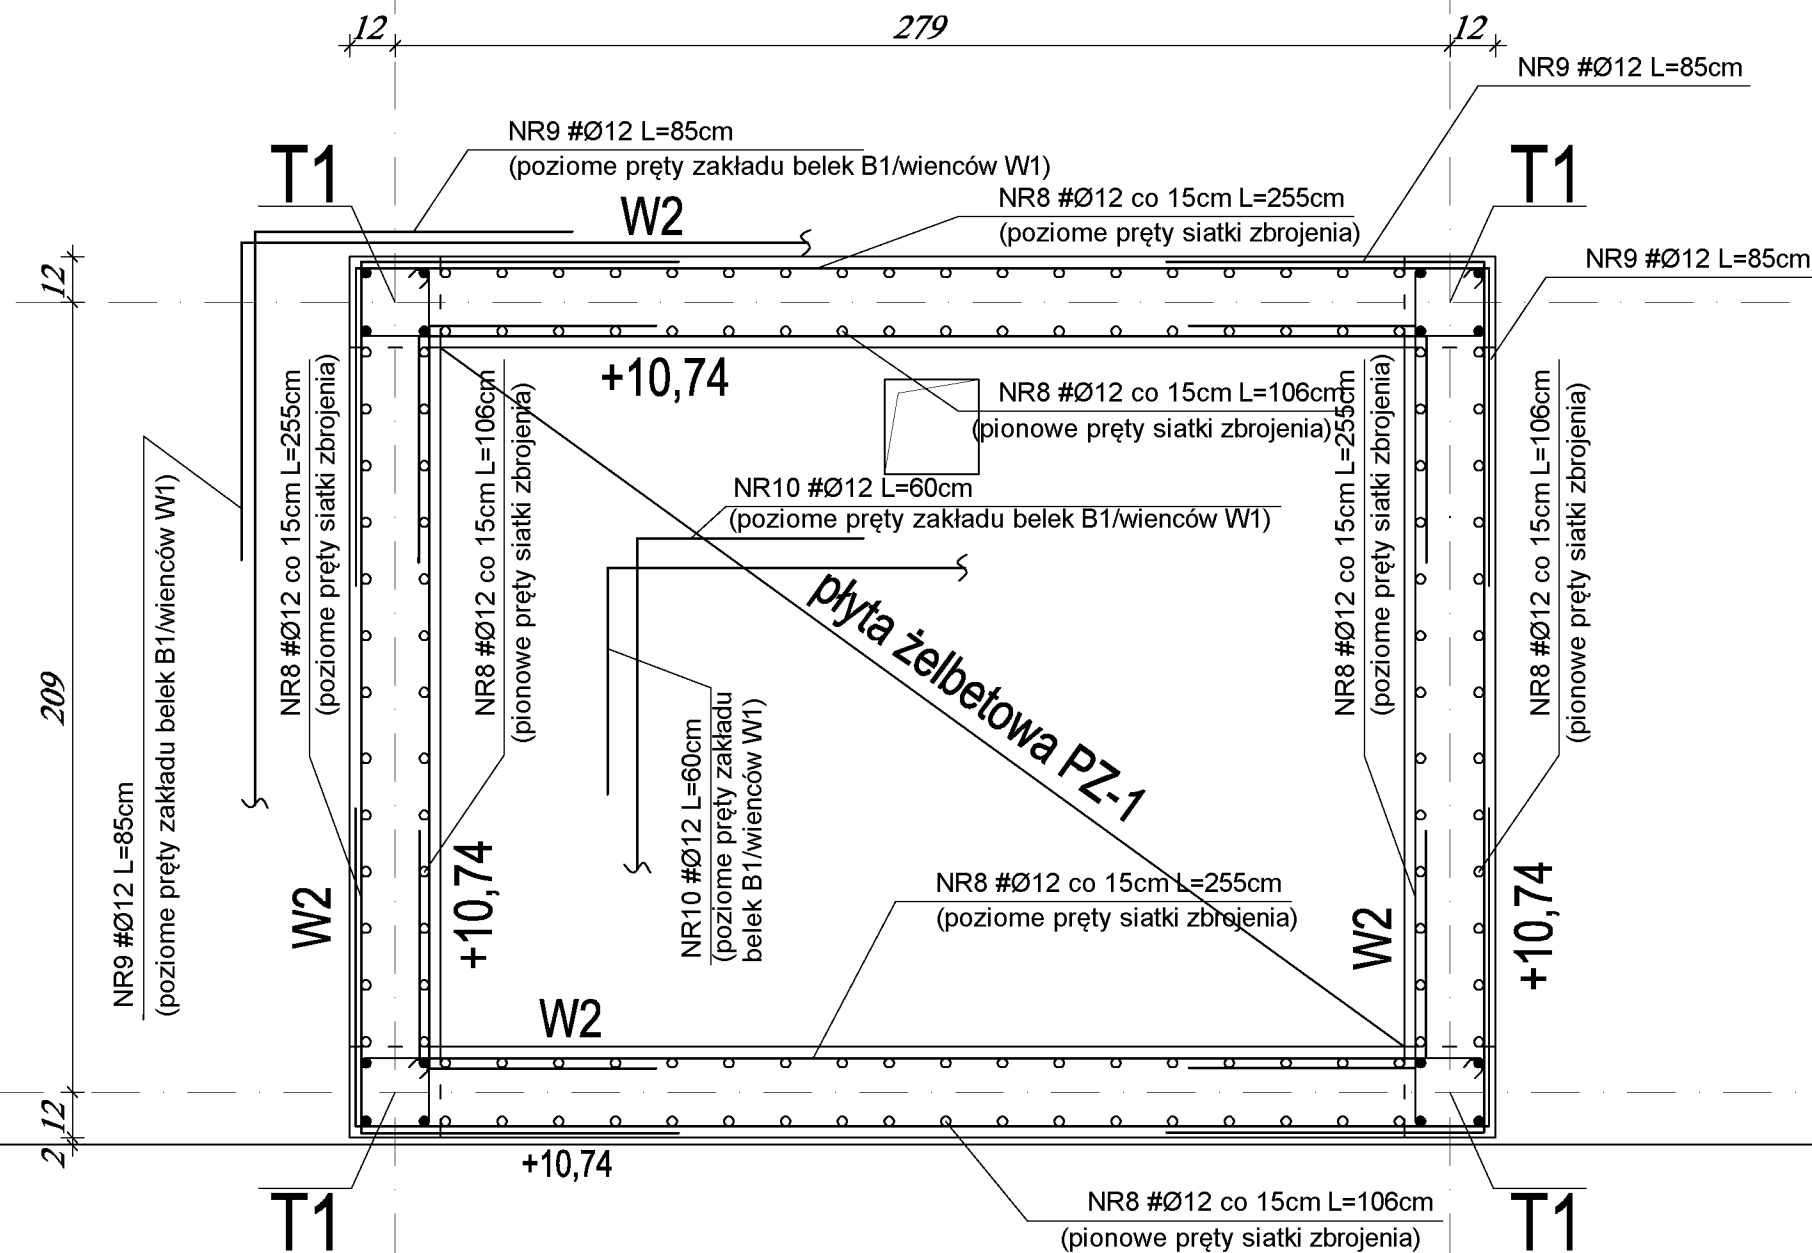 12
279
12
NR9 #Ø12 L=85cm
NR9 #Ø12 L=85cm
(poziome pręty zakładu belek B1/wienców W1)
T1
T1
W2
NR8 #Ø12 co 15cm L=255cm
(poziome pręty siatki zbrojenia)
NR9 #Ø12 L=85cm
12
+10,74
NR8 #Ø12 co 15cm L=106cm
(pionowe pręty siatki zbrojenia)
NR8 #Ø12 co 15cm L=255cm
(poziome pręty siatki zbrojenia)
NR8 #Ø12 co 15cm L=106cm
(pionowe pręty siatki zbrojenia)
NR8 #Ø12 co 15cm L=255cm
(poziome pręty siatki zbrojenia)
NR8 #Ø12 co 15cm L=106cm
(pionowe pręty siatki zbrojenia)
NR10 #Ø12 L=60cm
(poziome pręty zakładu belek B1/wienców W1)
płyta żelbetowa PZ-1
209
NR9 #Ø12 L=85cm
(poziome pręty zakładu belek B1/wienców W1)
NR10 #Ø12 L=60cm
(poziome pręty zakładu
belek B1/wienców W1)
W2
+10,74
NR8 #Ø12 co 15cm L=255cm
(poziome pręty siatki zbrojenia)
W2
+10,74
W2
12
2
+10,74
T1
NR8 #Ø12 co 15cm L=106cm
(pionowe pręty siatki zbrojenia)
T1